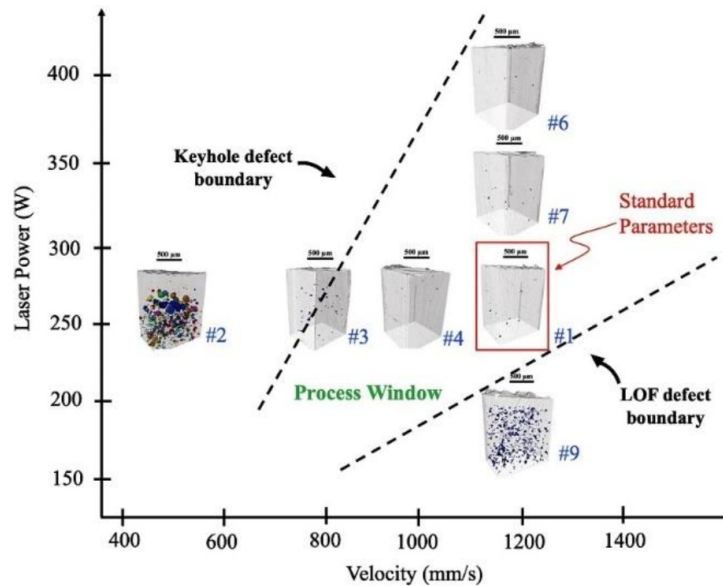 500 μm
400
#6
500 μm
Keyhole defect
boundary
350
#7
Standard
Parameters
Laser Power (W)
300
500 μm
500 μm
500 μm
500 μm
250
#2
#3
#4
#1
200
Process Window
500 μm
LOF defect
boundary
#9
150
400
600
800
1000
1200
1400
Velocity (mm/s)